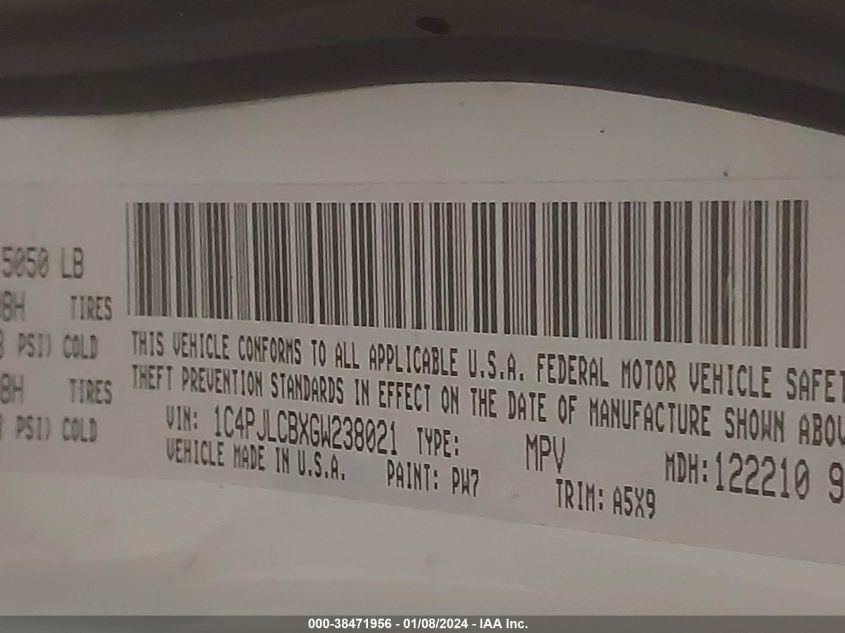 5050 LB
8H TIRES
PSI) COLD
8H TIRES
PSI) COLD
THIS VEHICLE CONFORMS TO ALL APPLICABLE U.S.A. FEDERAL MOTOR VEHICLE SAFET
THEFT PREVENTION STANDARDS IN EFFECT ON THE DATE OF MANUFACTURE SHOWN ABOV
VIN: 1C4PJLCBXGW238021 TYPE: MPV MDH: 122210 9
VEHICLE MADE IN U.S.A. PAINT: PW7 TRIM: A5X9
000-38471956 - 01/08/2024 - IAA Inc.